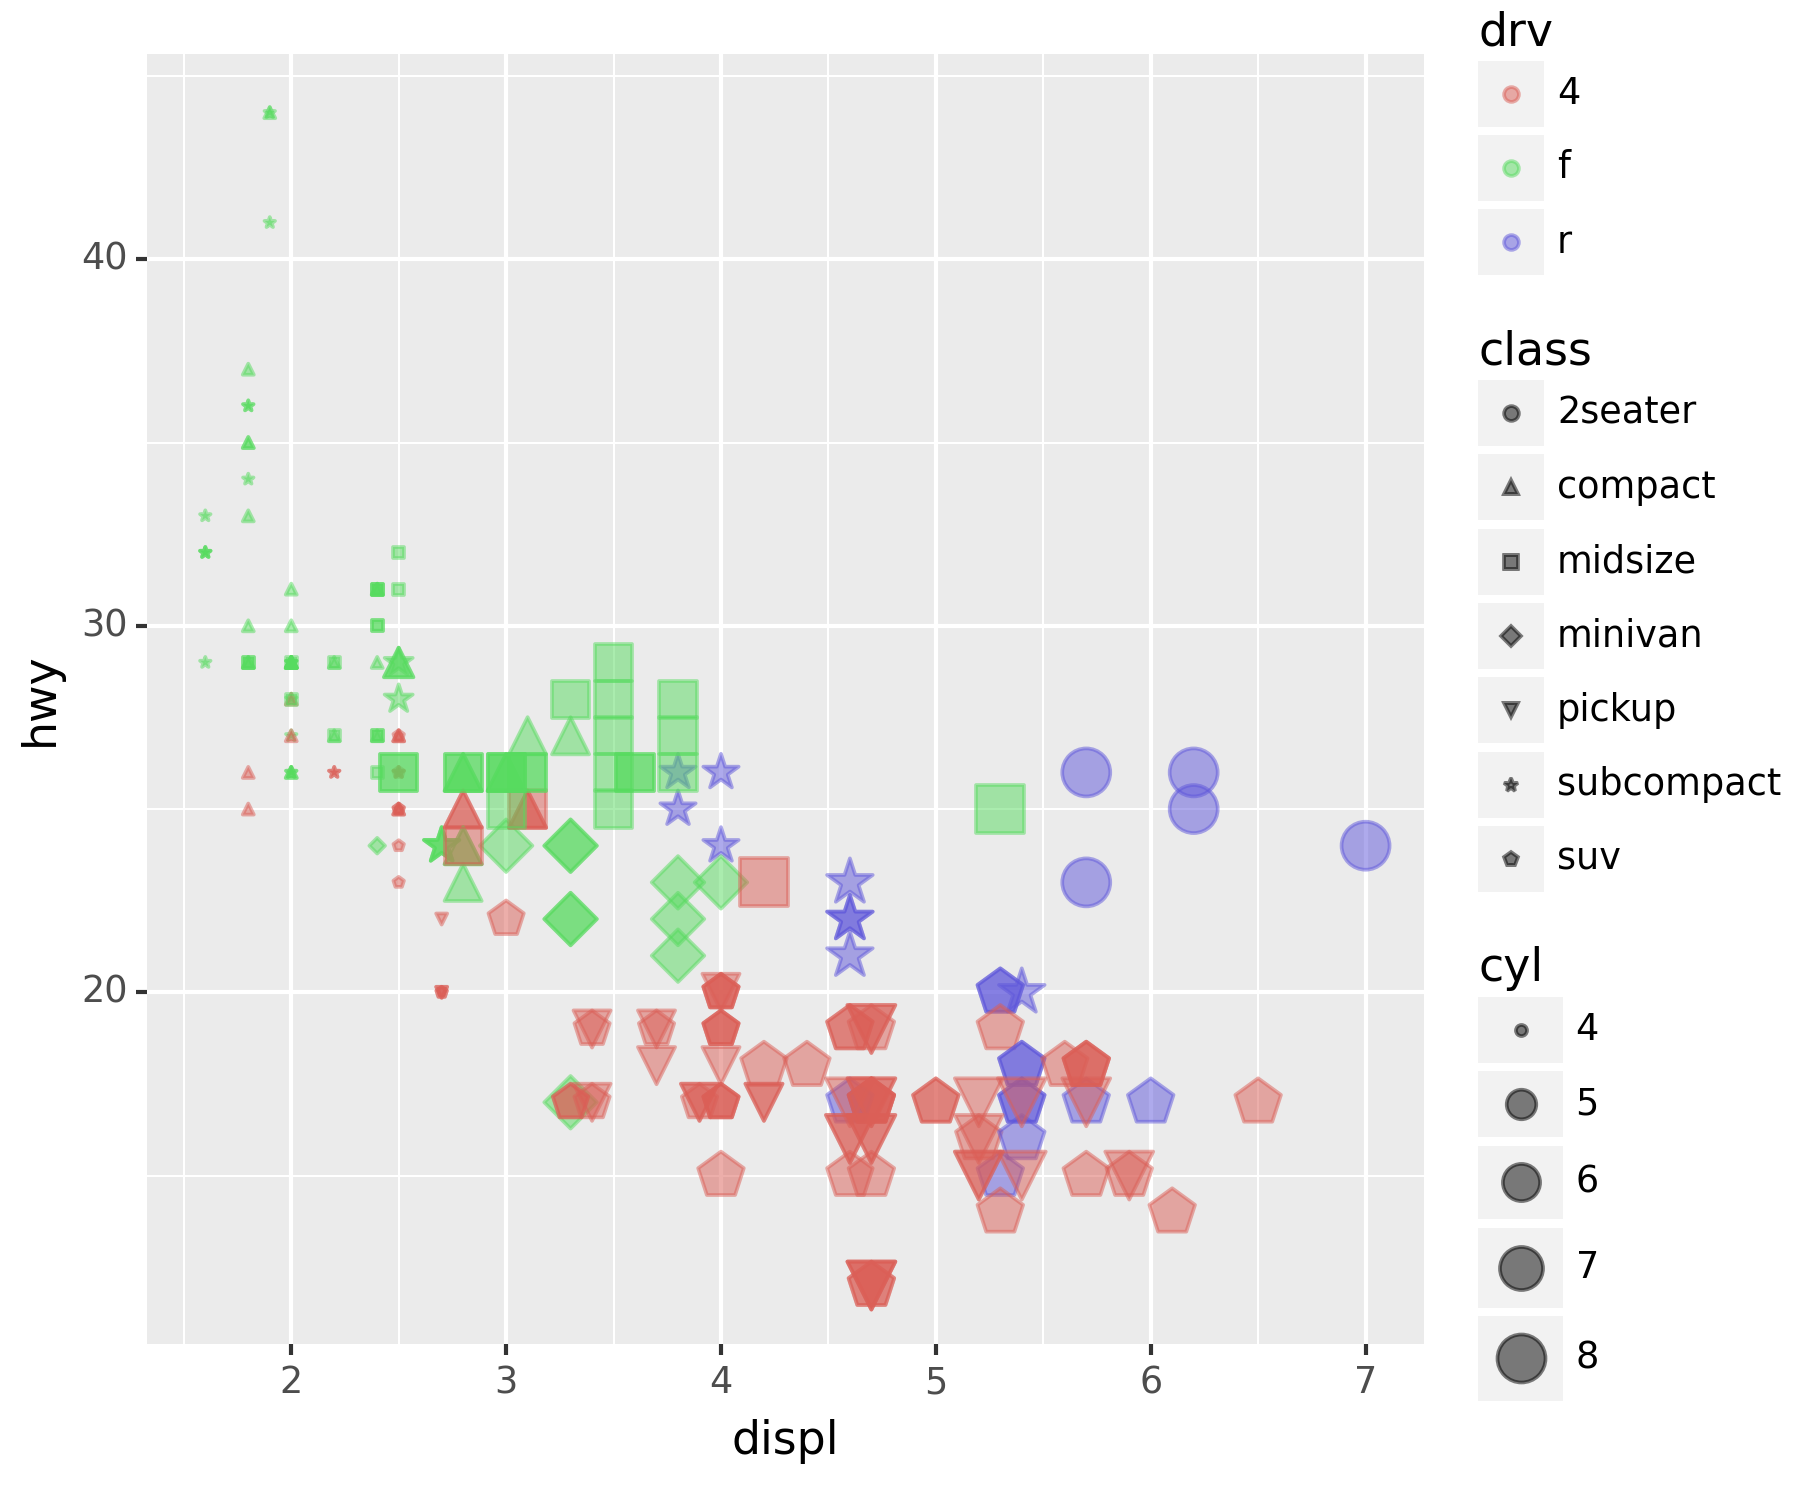 40
30
20
hwy
2 3 4 5 6 7
displ
drv
4
f
r
class
2seater
compact
midsize
minivan
pickup
subcompact
suv
cyl
4
5
6
7
8